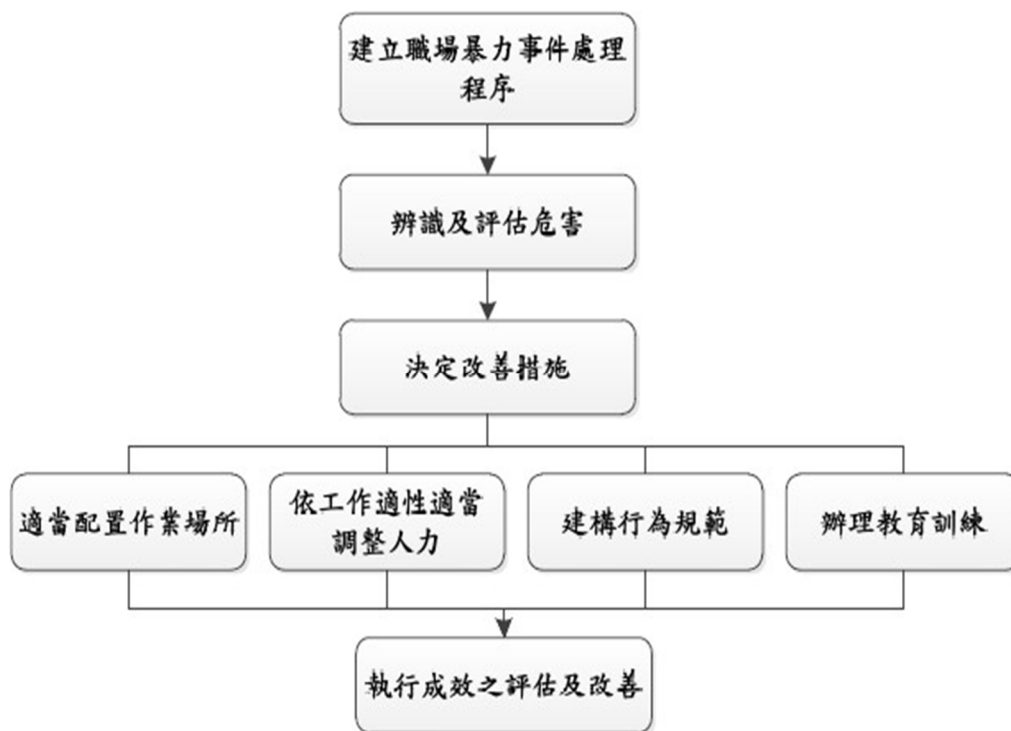 建立職場暴力事件處理
程序
辨識及評估危害
決定改善措施
適當配置作業場所
依工作適性適當
調整人力
建構行為規範
辦理教育訓練
執行成效之評估及改善